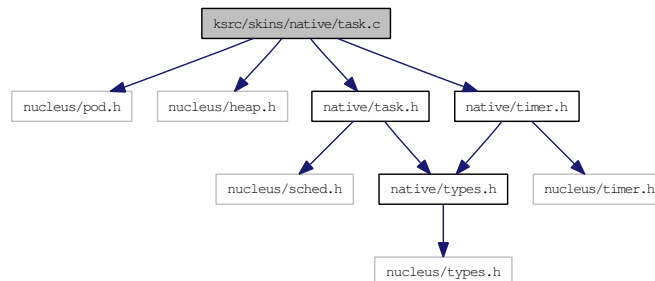 ksrc/skins/native/task.c
nucleus/pod.h
nucleus/heap.h
native/task.h
native/timer.h
nucleus/sched.h
native/types.h
nucleus/timer.h
nucleus/types.h